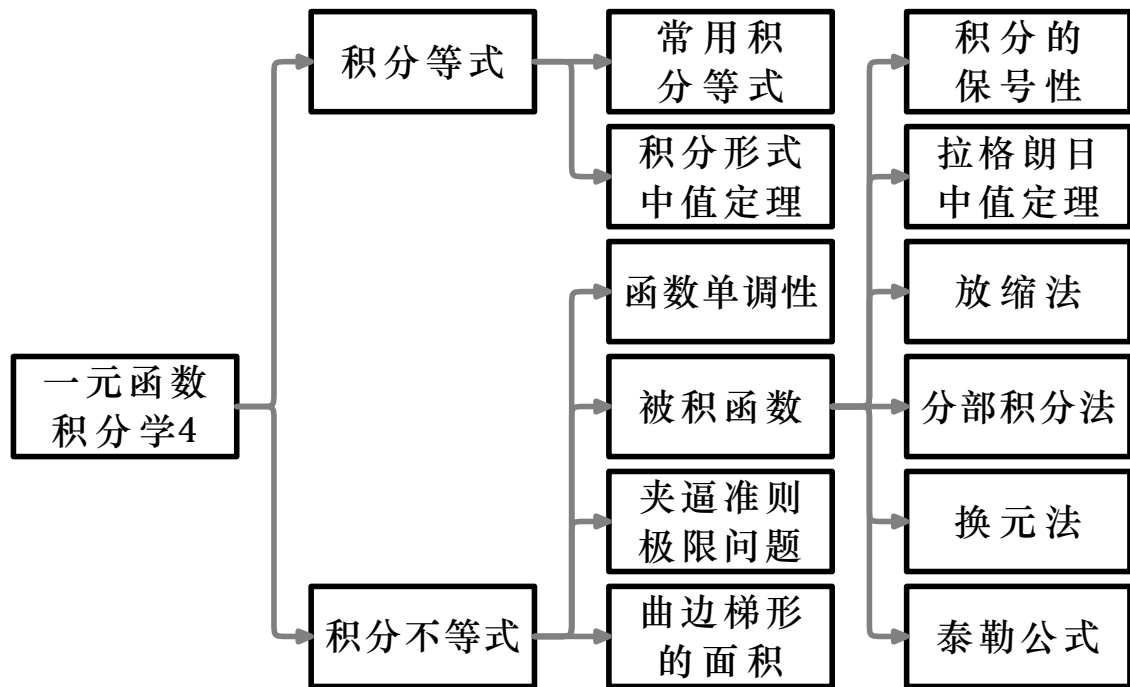 一元函数
积分学4
积分等式
常用积
分等式
积分形式
中值定理
积分不等式
函数单调性
被积函数
积分的
保号性
拉格朗日
中值定理
放缩法
分部积分法
换元法
泰勒公式
夹逼准则
极限问题
曲边梯形
的面积